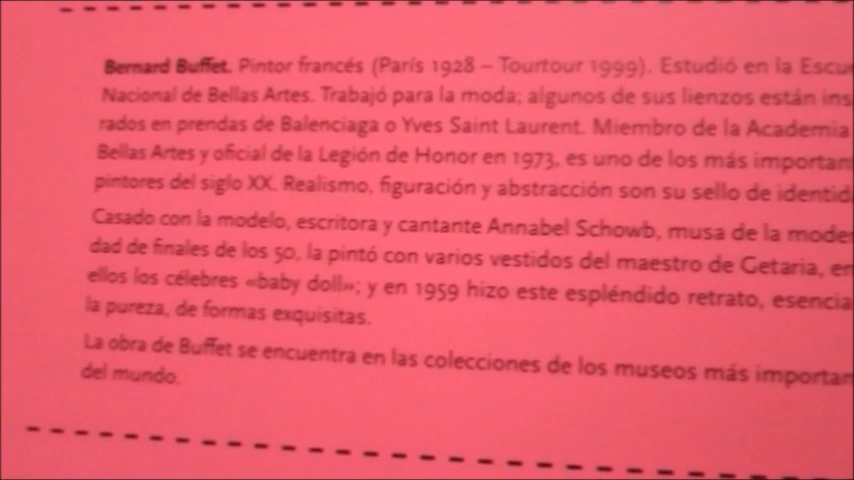 Bernard Buffet. Pintor francés (París 1928 – Tourtour 1999). Estudió en la Escue
Nacional de Bellas Artes. Trabajó para la moda; algunos de sus lienzos están ins
rados en prendas de Balenciaga o Yves Saint Laurent. Miembro de la Academia
Bellas Artes y oficial de la Legión de Honor en 1973, es uno de los más important
pintores del siglo XX. Realismo, figuración y abstracción son su sello de identid
Casado con la modelo, escritora y cantante Annabel Schowb, musa de la moder
dad de finales de los 50, la pintó con varios vestidos del maestro de Getaria, en
ellos los célebres «baby doll»; y en 1959 hizo este espléndido retrato, esencia
la pureza, de formas exquisitas.
La obra de Buffet se encuentra en las colecciones de los museos más importan
del mundo.